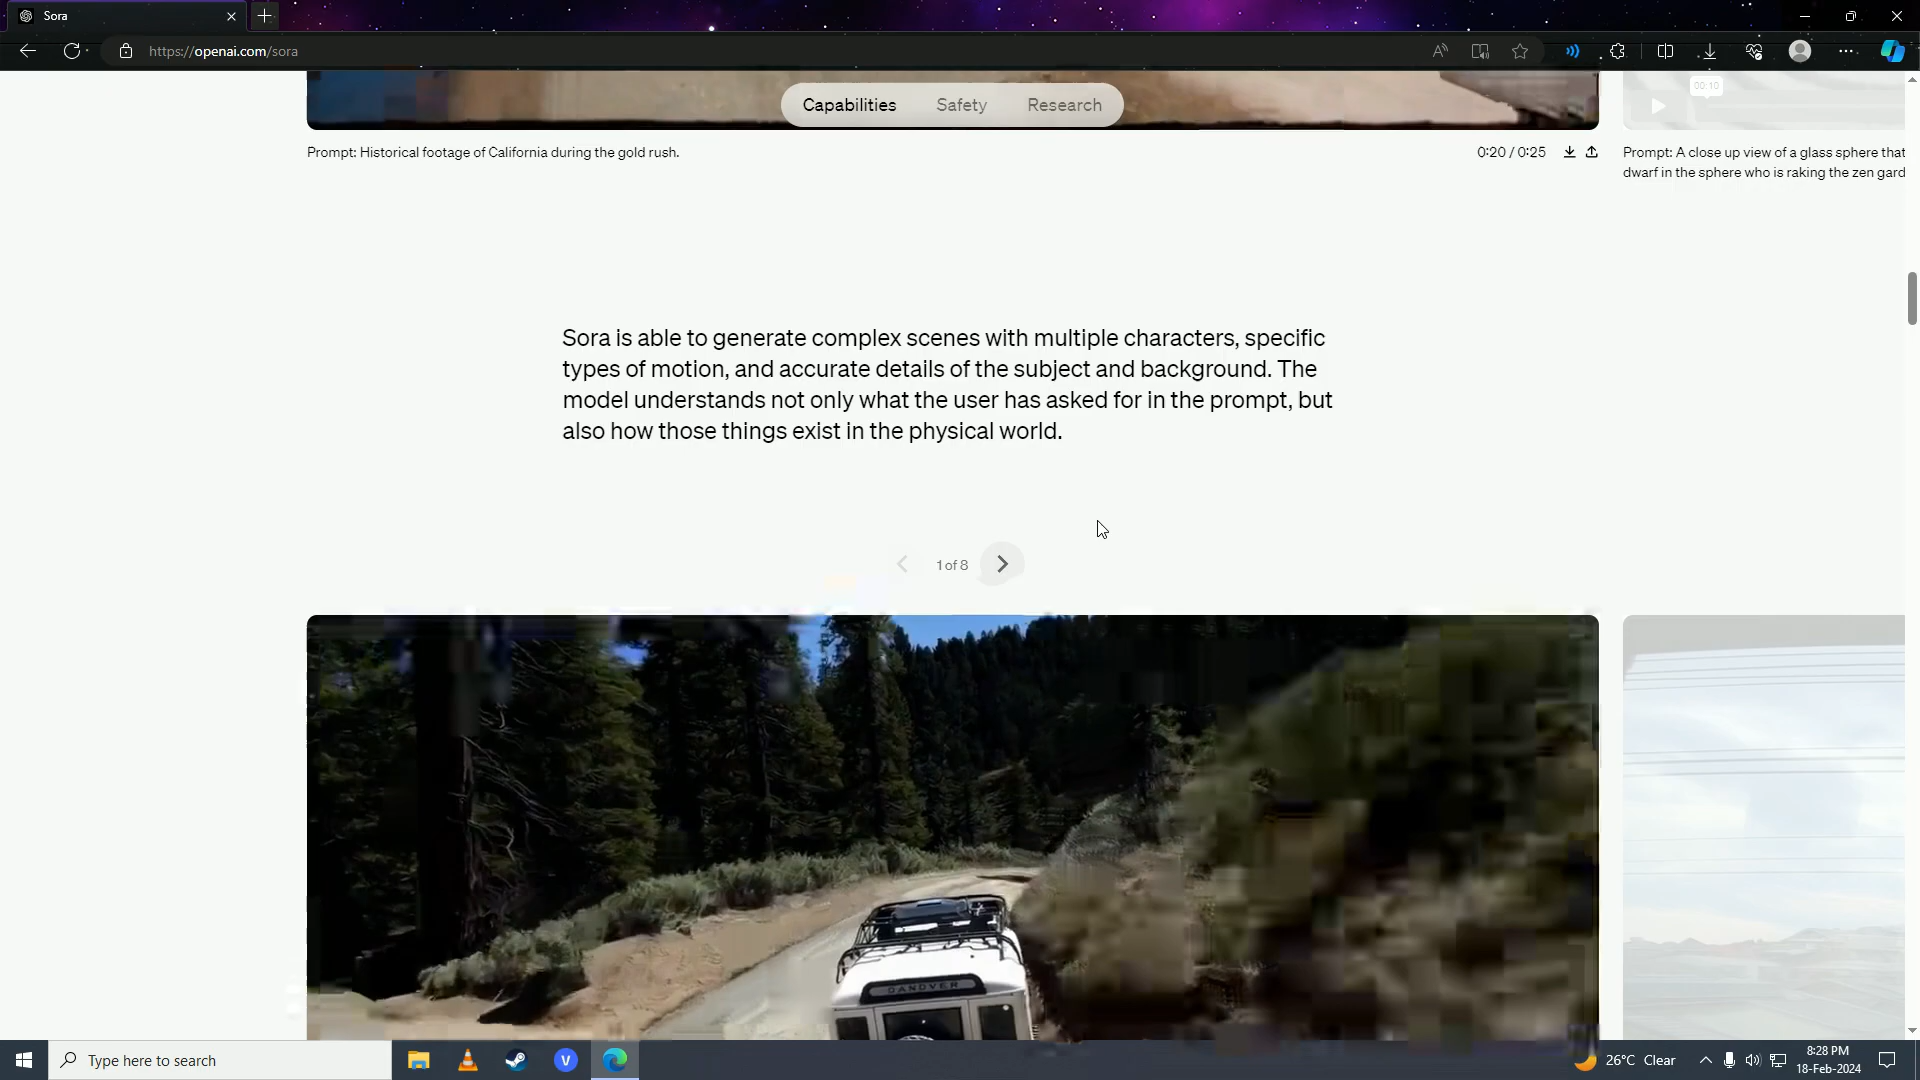 Sora
https://openai.com/sora
Capabilities
Safety
Research
00:10
Prompt: Historical footage of California during the gold rush.
0:20 / 0:25
Prompt: A close up view of a glass sphere that
dwarf in the sphere who is raking the zen gard
Sora is able to generate complex scenes with multiple characters, specific
types of motion, and accurate details of the subject and background. The
model understands not only what the user has asked for in the prompt, but
also how those things exist in the physical world.
1 of 8
DANDVER
Type here to search
V
26°C Clear
8:28 PM
18-Feb-2024